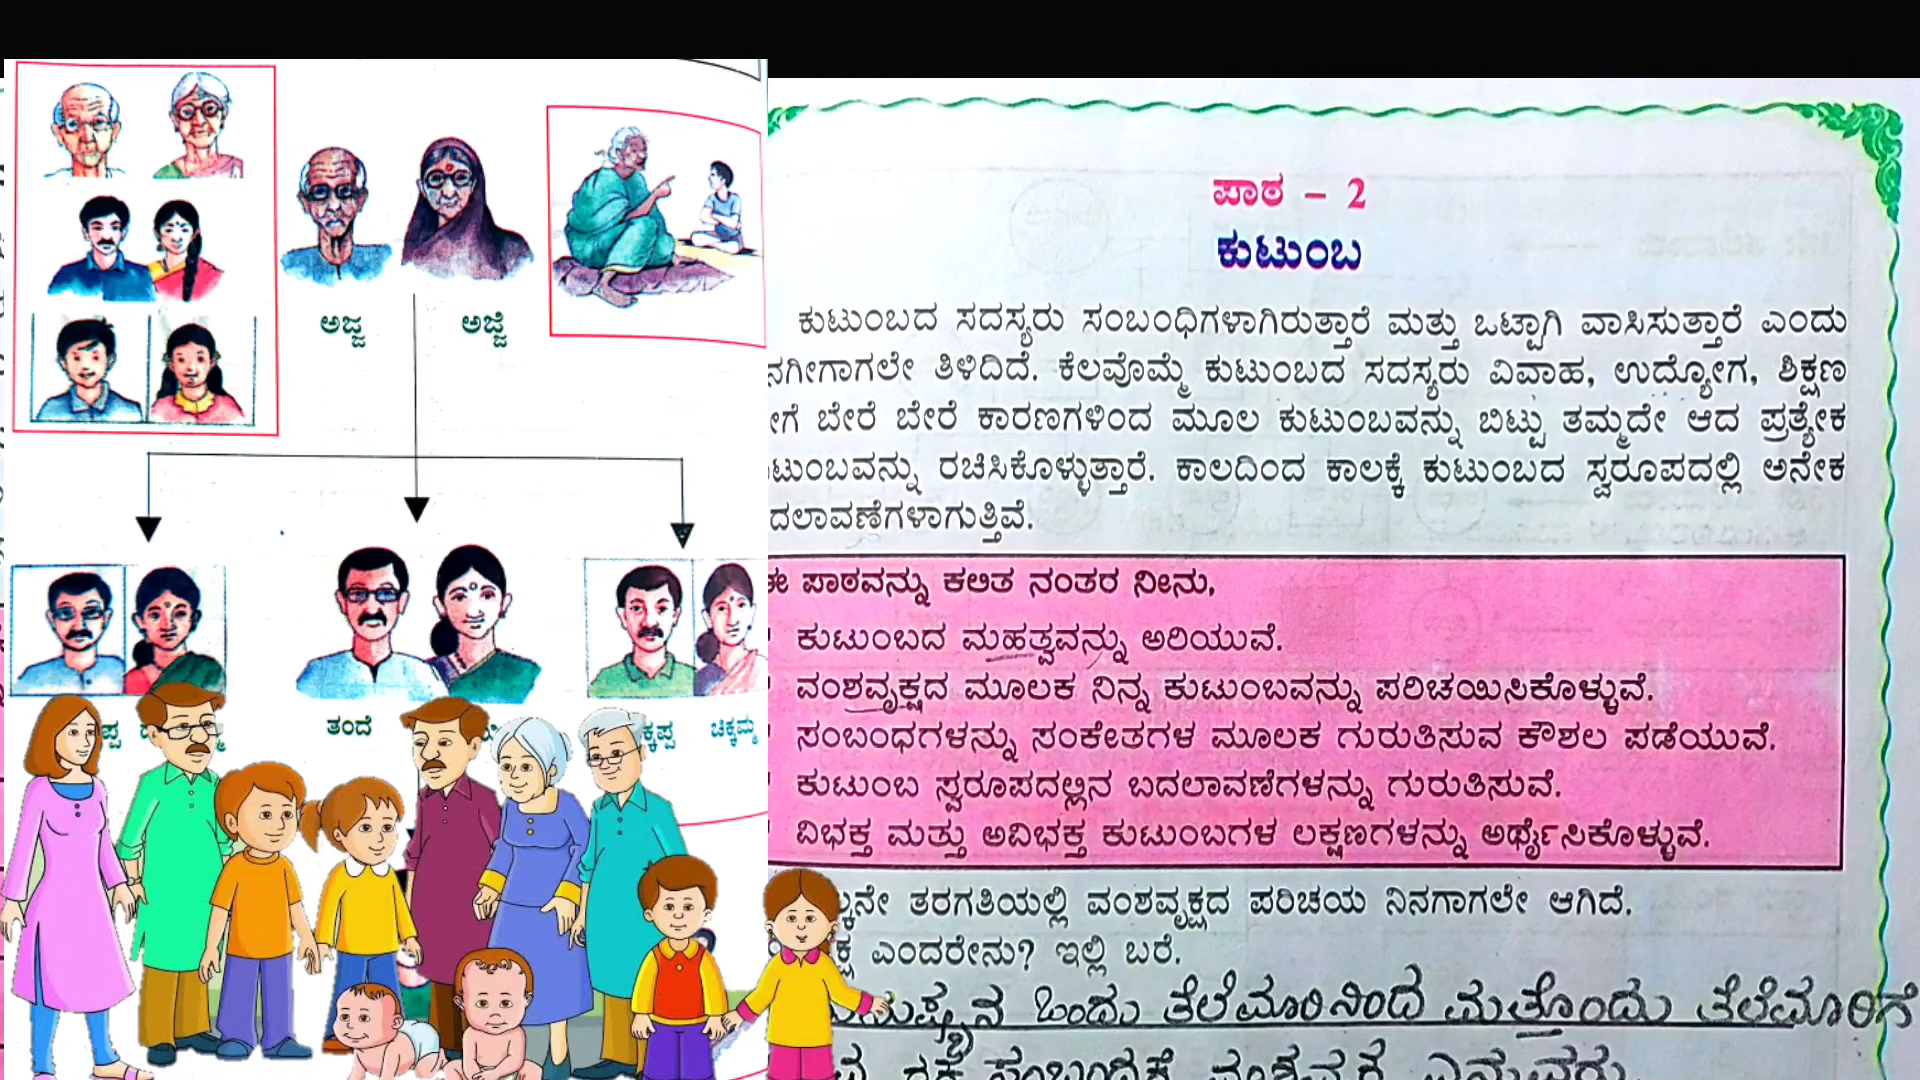 ಅಜ್ಜ ಅಜ್ಜಿ
ತಂದೆ ಚಿಕ್ಕಮ್ಮ
ಪಾಠ – 2
ಕುಟುಂಬ
ಕುಟುಂಬದ ಸದಸ್ಯರು ಸಂಬಂಧಿಗಳಾಗಿರುತ್ತಾರೆ ಮತ್ತು ಒಟ್ಟಾಗಿ ವಾಸಿಸುತ್ತಾರೆ ಎಂದು
ನಗೀಗಾಗಲೇ ತಿಳಿದಿದೆ. ಕೆಲವೊಮ್ಮೆ ಕುಟುಂಬದ ಸದಸ್ಯರು ವಿವಾಹ, ಉದ್ಯೋಗ, ಶಿಕ್ಷಣ
ಗೆ ಬೇರೆ ಬೇರೆ ಕಾರಣಗಳಿಂದ ಮೂಲ ಕುಟುಂಬವನ್ನು ಬಿಟ್ಟು ತಮ್ಮದೇ ಆದ ಪ್ರತ್ಯೇಕ
ಟುಂಬವನ್ನು ರಚಿಸಿಕೊಳ್ಳುತ್ತಾರೆ. ಕಾಲದಿಂದ ಕಾಲಕ್ಕೆ ಕುಟುಂಬದ ಸ್ವರೂಪದಲ್ಲಿ ಅನೇಕ
ದಲಾವಣೆಗಳಾಗುತ್ತಿವೆ.
ಈ ಪಾಠವನ್ನು ಕಲಿತ ನಂತರ ನೀನು,
ಕುಟುಂಬದ ಮಹತ್ವವನ್ನು ಅರಿಯುವೆ.
ವಂಶವೃಕ್ಷದ ಮೂಲಕ ನಿನ್ನ ಕುಟುಂಬವನ್ನು ಪರಿಚಯಿಸಿಕೊಳ್ಳುವೆ.
ಸಂಬಂಧಗಳನ್ನು ಸಂಕೇತಗಳ ಮೂಲಕ ಗುರುತಿಸುವ ಕೌಶಲ ಪಡೆಯುವೆ.
ಕುಟುಂಬ ಸ್ವರೂಪದಲ್ಲಿನ ಬದಲಾವಣೆಗಳನ್ನು ಗುರುತಿಸುವೆ.
ವಿಭಕ್ತ ಮತ್ತು ಅವಿಭಕ್ತ ಕುಟುಂಬಗಳ ಲಕ್ಷಣಗಳನ್ನು ಅರ್ಥೈಸಿಕೊಳ್ಳುವೆ.
ತರಗತಿಯಲ್ಲಿ ವಂಶವೃಕ್ಷದ ಪರಿಚಯ ನಿನಗಾಗಲೇ ಆಗಿದೆ.
ಎಂದರೇನು? ಇಲ್ಲಿ ಬರೆ.
ಒಂದು ತೆಲೆಮಾರಿನಿಂದ ಮತ್ತೊಂದು ತೆಲೆಮಾರಿಗೆ